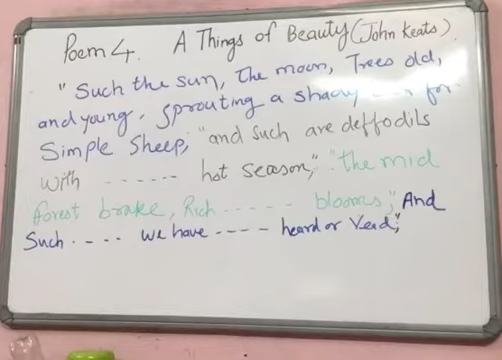 Poem 4. A Things of Beauty (John Keats).
"Such the sun, The moon, Trees old,
and young, sprouting a shady for
Simple Sheep; "and such are deffodils
with ------ hot season," "the mid
forest brake, Rich ----- blooms," And
Such ---- we have ---- heard or read;"